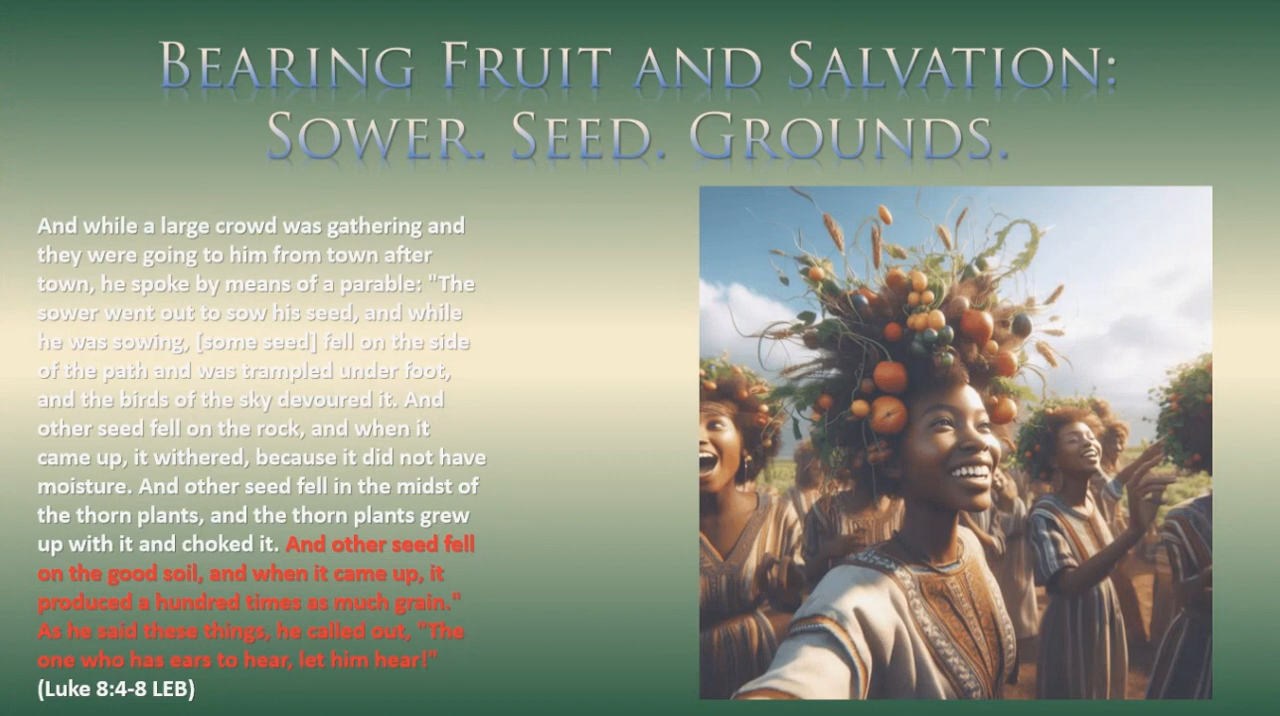 BEARING FRUIT AND SALVATION:
SOWER. SEED. GROUNDS.
And while a large crowd was gathering and
they were going to him from town after
town, he spoke by means of a parable: "The
sower went out to sow his seed, and while
he was sowing, [some seed] fell on the side
of the path and was trampled under foot,
and the birds of the sky devoured it. And
other seed fell on the rock, and when it
came up, it withered, because it did not have
moisture. And other seed fell in the midst of
the thorn plants, and the thorn plants grew
up with it and choked it. And other seed fell
on the good soil, and when it came up, it
produced a hundred times as much grain."
As he said these things, he called out, "The
one who has ears to hear, let him hear!"
(Luke 8:4-8 LEB)